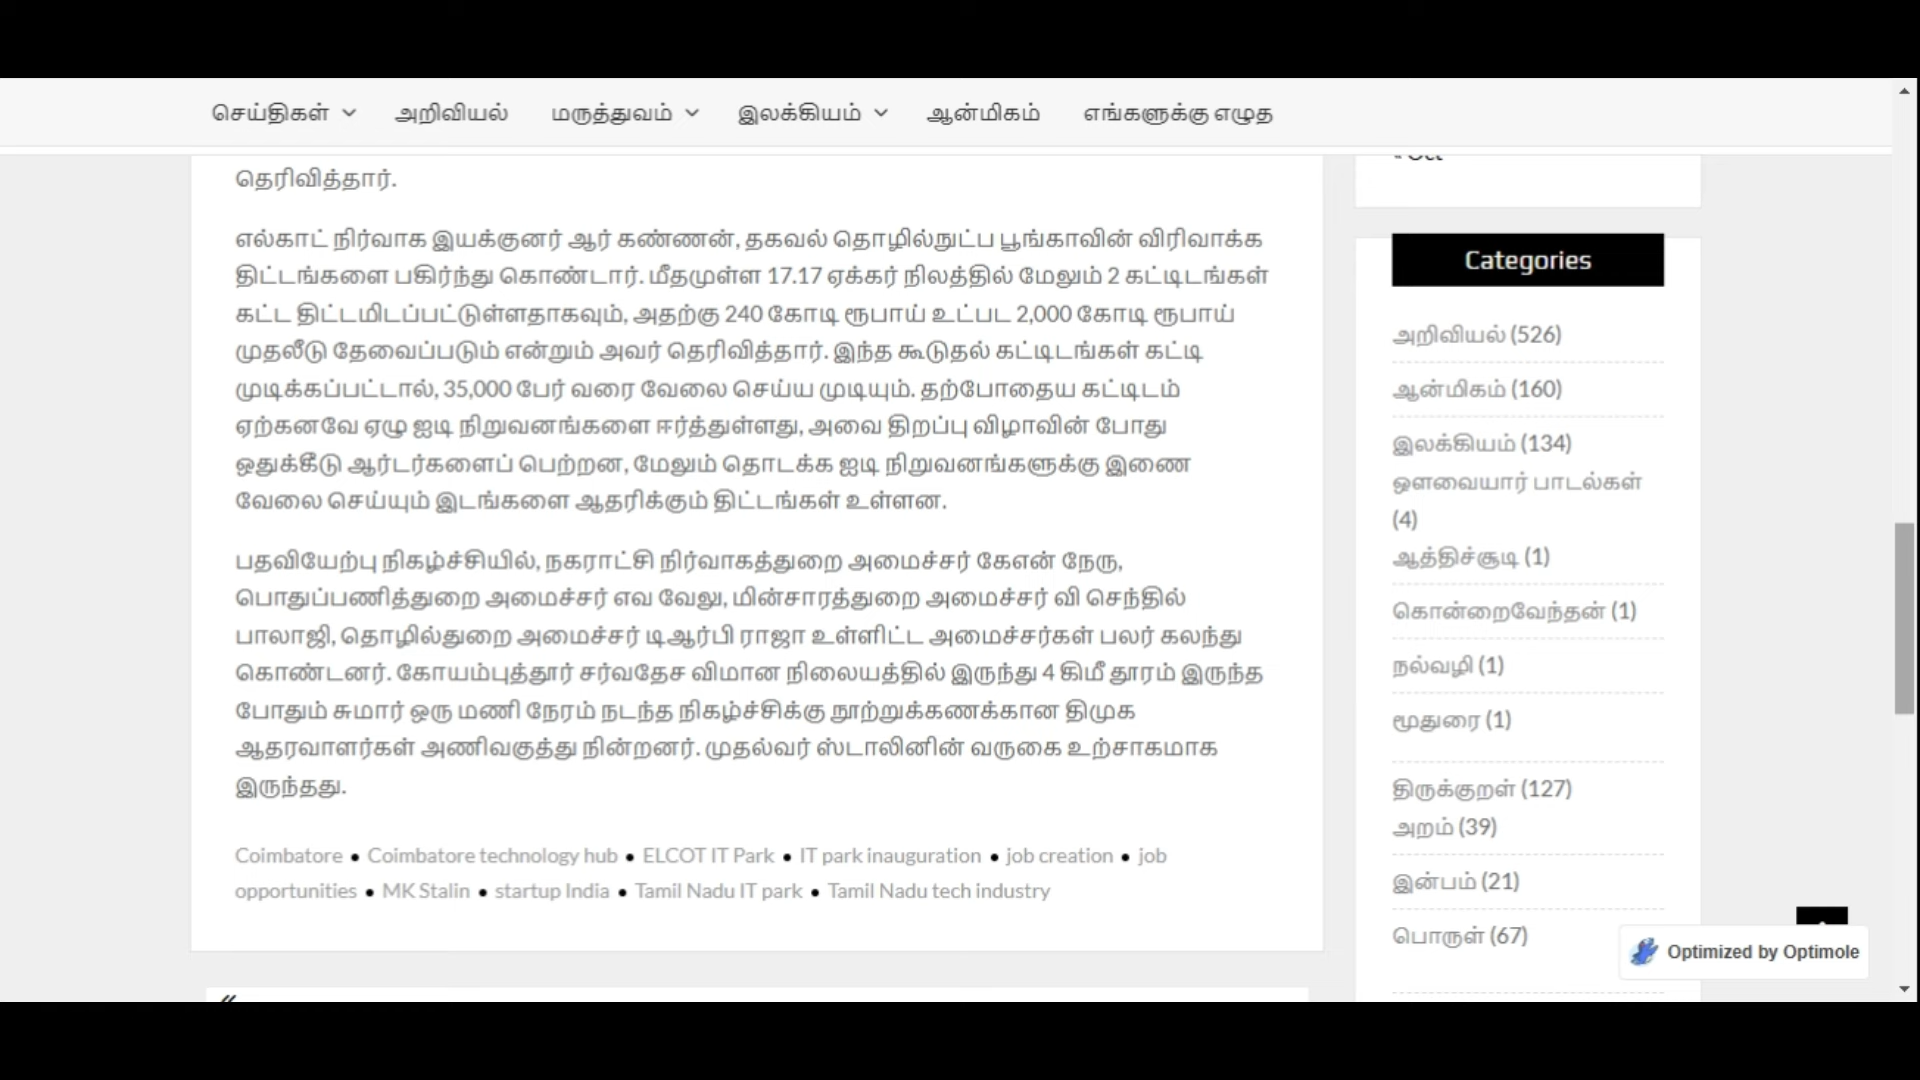 செய்திகள்
அறிவியல்
மருத்துவம்
இலக்கியம்
ஆன்மிகம்
எங்களுக்கு எழுத
தெரிவித்தார்.
எல்காட் நிர்வாக இயக்குனர் ஆர் கண்ணன், தகவல் தொழில்நுட்ப பூங்காவின் விரிவாக்க
திட்டங்களை பகிர்ந்து கொண்டார். மீதமுள்ள 17.17 ஏக்கர் நிலத்தில் மேலும் 2 கட்டிடங்கள்
கட்ட திட்டமிடப்பட்டுள்ளதாகவும், அதற்கு 240 கோடி ரூபாய் உட்பட 2,000 கோடி ரூபாய்
முதலீடு தேவைப்படும் என்றும் அவர் தெரிவித்தார். இந்த கூடுதல் கட்டிடங்கள் கட்டி
முடிக்கப்பட்டால், 35,000 பேர் வரை வேலை செய்ய முடியும். தற்போதைய கட்டிடம்
ஏற்கனவே ஏழு ஐடி நிறுவனங்களை ஈர்த்துள்ளது, அவை திறப்பு விழாவின் போது
ஒதுக்கீடு ஆர்டர்களைப் பெற்றன, மேலும் தொடக்க ஐடி நிறுவனங்களுக்கு இணை
வேலை செய்யும் இடங்களை ஆதரிக்கும் திட்டங்கள் உள்ளன.
பதவியேற்பு நிகழ்ச்சியில், நகராட்சி நிர்வாகத்துறை அமைச்சர் கேஎன் நேரு,
பொதுப்பணித்துறை அமைச்சர் எவ வேலு, மின்சாரத்துறை அமைச்சர் வி செந்தில்
பாலாஜி, தொழில்துறை அமைச்சர் டிஆர்பி ராஜா உள்ளிட்ட அமைச்சர்கள் பலர் கலந்து
கொண்டனர். கோயம்புத்தூர் சர்வதேச விமான நிலையத்தில் இருந்து 4 கிமீ தூரம் இருந்த
போதும் சுமார் ஒரு மணி நேரம் நடந்த நிகழ்ச்சிக்கு நூற்றுக்கணக்கான திமுக
ஆதரவாளர்கள் அணிவகுத்து நின்றனர். முதல்வர் ஸ்டாலினின் வருகை உற்சாகமாக
இருந்தது.
Coimbatore • Coimbatore technology hub • ELCOT IT Park • IT park inauguration • job creation • job
opportunities • MK Stalin • startup India • Tamil Nadu IT park • Tamil Nadu tech industry
«
« Oct
Categories
அறிவியல் (526)
ஆன்மிகம் (160)
இலக்கியம் (134)
ஔவையார் பாடல்கள்
(4)
ஆத்திச்சூடி (1)
கொன்றைவேந்தன் (1)
நல்வழி (1)
மூதுரை (1)
திருக்குறள் (127)
அறம் (39)
இன்பம் (21)
பொருள் (67)
Optimized by Optimole